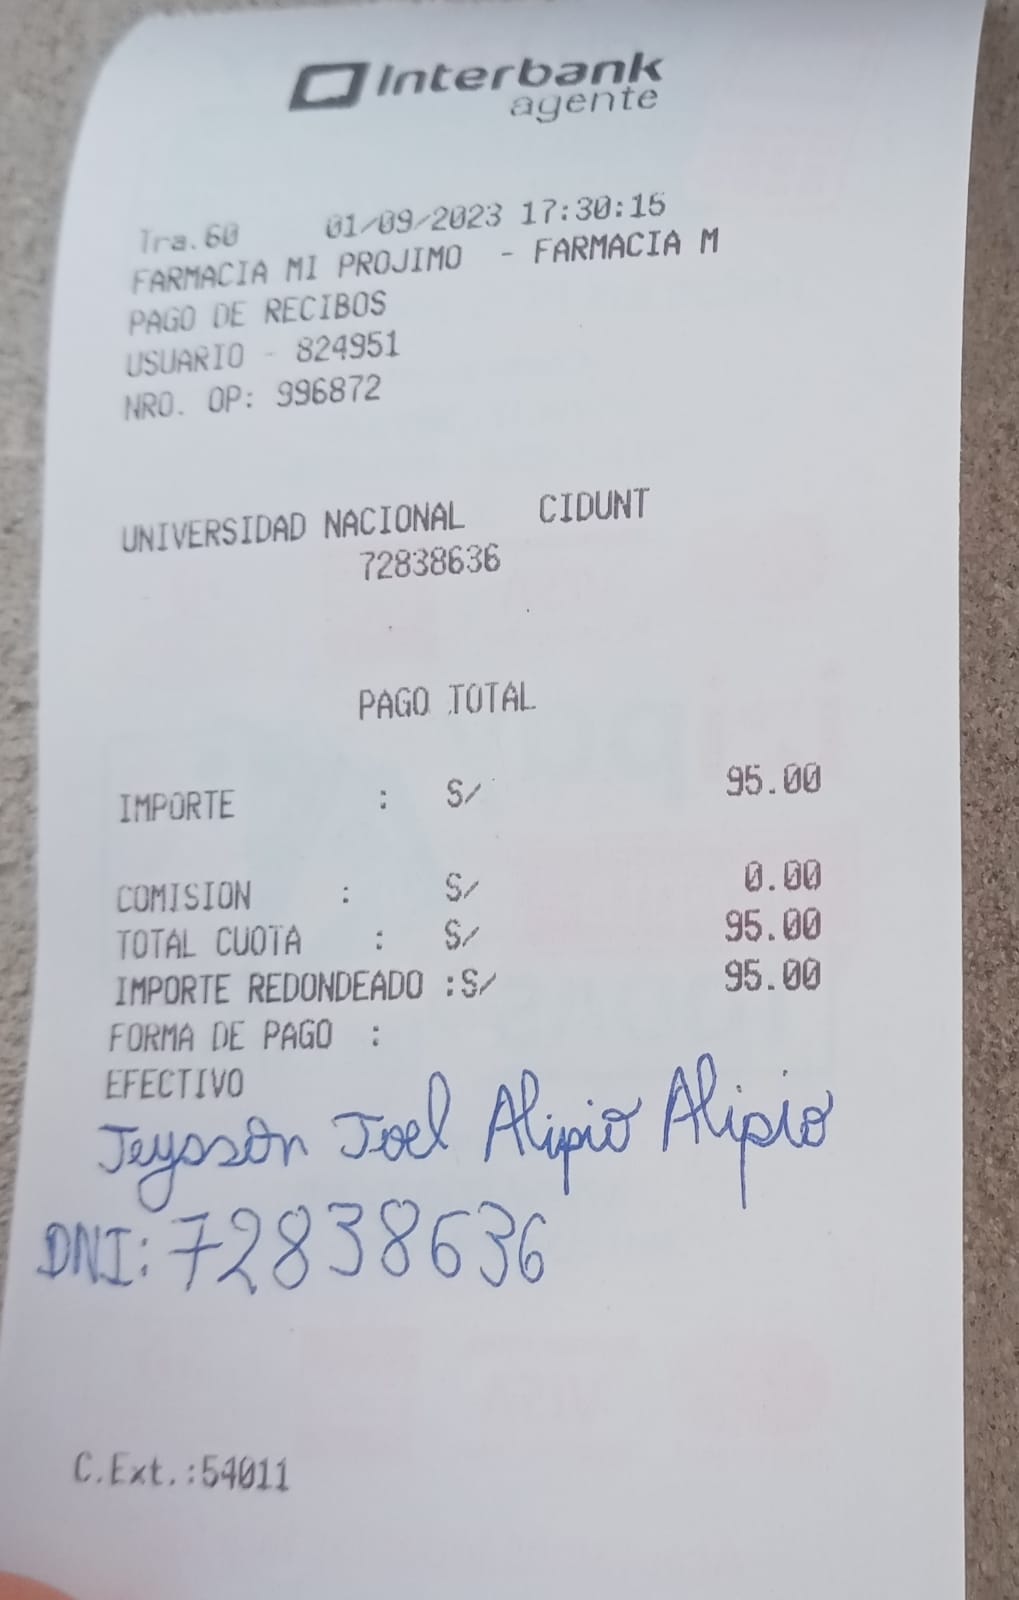 Interbank
agente
Tra.60 01/09/2023 17:30:15
FARMACIA MI PROJIMO - FARMACIA M
PAGO DE RECIBOS
USUARIO - 824951
NRO. OP: 996872
UNIVERSIDAD NACIONAL CIDUNT
72838636
PAGO TOTAL
IMPORTE : S/ 95.00
COMISION : S/ 0.00
TOTAL CUOTA : S/ 95.00
IMPORTE REDONDEADO :S/ 95.00
FORMA DE PAGO :
EFECTIVO
Jeysson Joel Alipio Alipio
DNI: 72838636
C.Ext.:54011